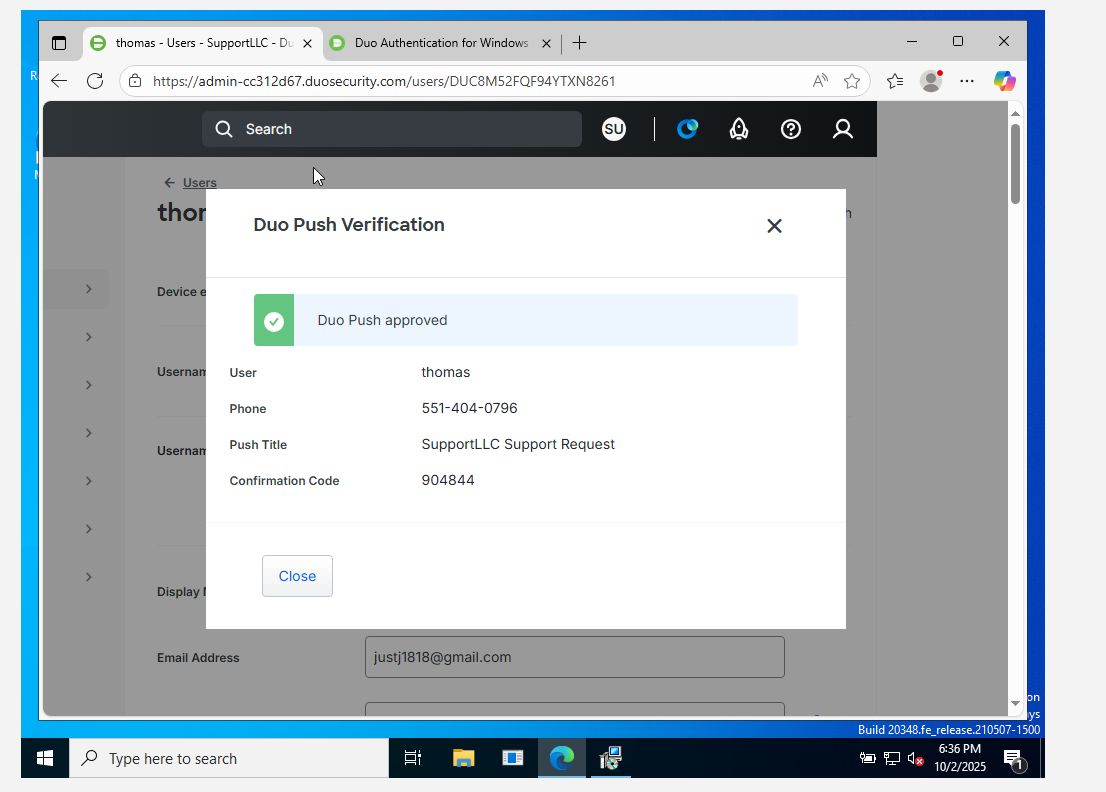 thomas - Users - SupportLLC - Du
Duo Authentication for Windows
https://admin-cc312d67.duosecurity.com/users/DUC8M52FQF94YTXN8261
Search
SU
Users
thor
Duo Push Verification
Duo Push approved
Device e
User thomas
Usernam
Phone 551-404-0796
Push Title SupportLLC Support Request
Usernam
Confirmation Code 904844
Close
Display
Email Address justj1818@gmail.com
on
ys
Build 20348.fe_release.210507-1500
Type here to search
6:36 PM
10/2/2025
1